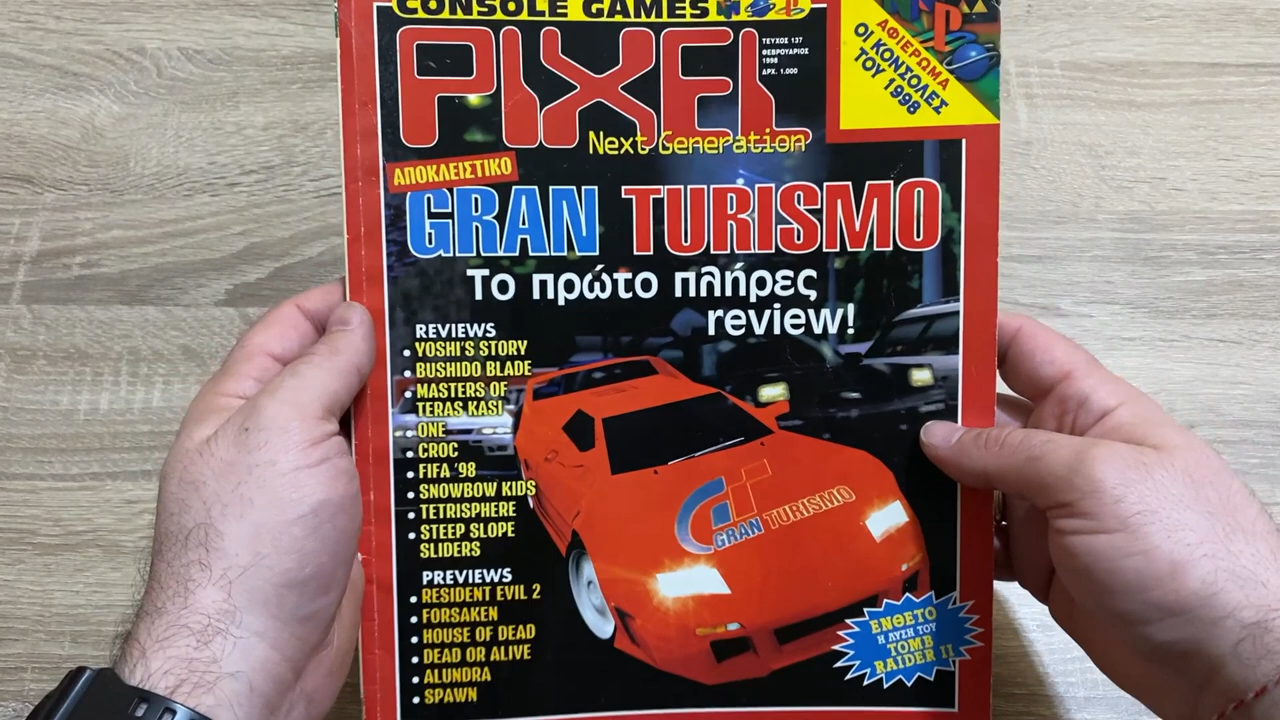 CONSOLE GAMES
PIXEL
Next Generation
ΤΕΥΧΟΣ 137
ΦΕΒΡΟΥΑΡΙΟΣ
1998
ΔΡΧ. 1.000
ΑΦΙΕΡΩΜΑ
ΟΙ ΚΟΝΣΟΛΕΣ
ΤΟΥ 1998
ΑΠΟΚΛΕΙΣΤΙΚΟ
GRAN TURISMO
Το πρώτο πλήρες
review!
REVIEWS
• YOSHI'S STORY
• BUSHIDO BLADE
• MASTERS OF
TERAS KASI
• ONE
• CROC
• FIFA '98
• SNOWBOW KIDS
• TETRISPHERE
• STEEP SLOPE
SLIDERS
PREVIEWS
• RESIDENT EVIL 2
• FORSAKEN
• HOUSE OF DEAD
• DEAD OR ALIVE
• ALUNDRA
• SPAWN
GT
GRAN TURISMO
ΕΝΘΕΤΟ
Η ΛΥΣΗ ΤΟΥ
TOMB
RAIDER II